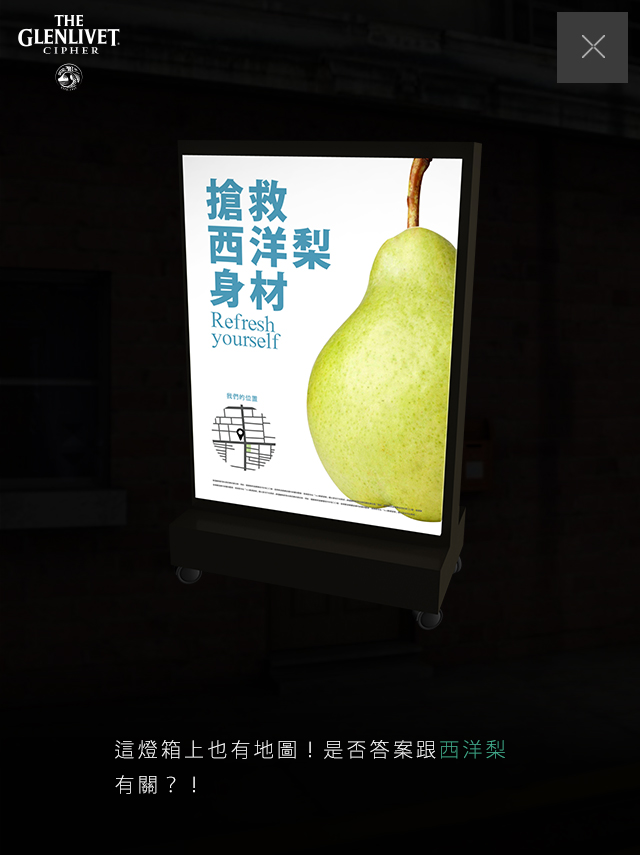 THE
GLENLIVET
CIPHER
搶救
西洋梨
身材
Refresh
yourself
我們的位置
這燈箱上也有地圖！是否答案跟西洋梨
有關？！